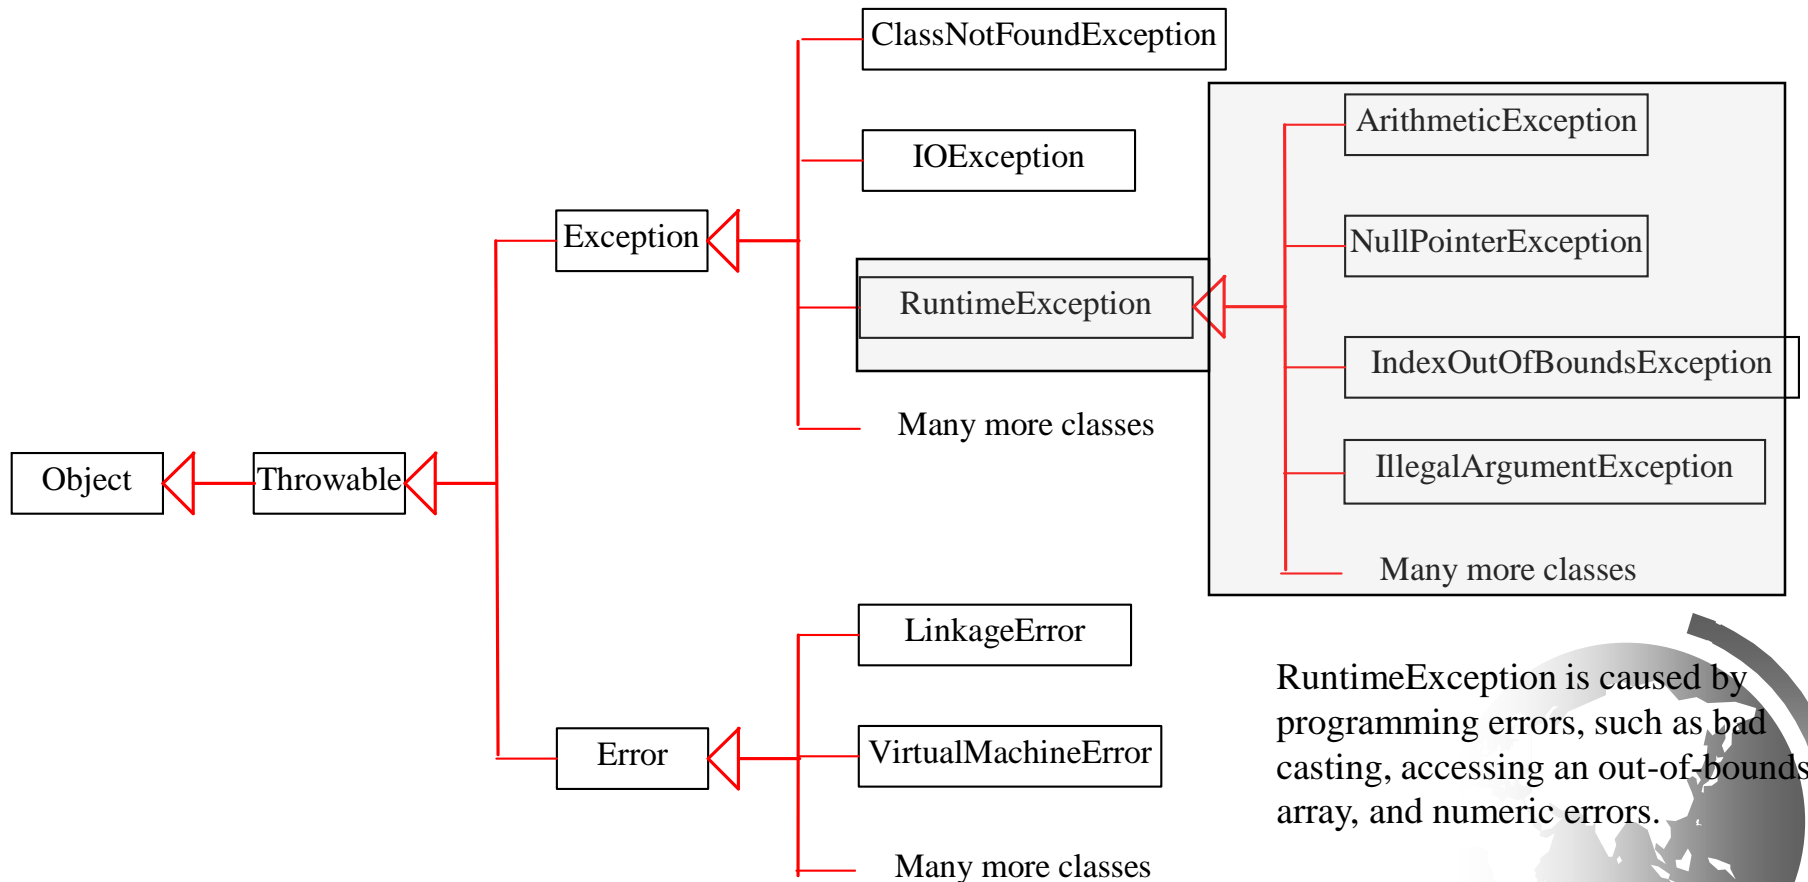 ClassNotFoundException
ArithmeticException
IOException
NullPointerException
Exception
RuntimeException
IndexOutOfBoundsException
Many more classes
IllegalArgumentException
Object
Throwable
Many more classes
LinkageError
Error
VirtualMachineError
Many more classes
RuntimeException is caused by
programming errors, such as bad
casting, accessing an out-of-bounds
array, and numeric errors.